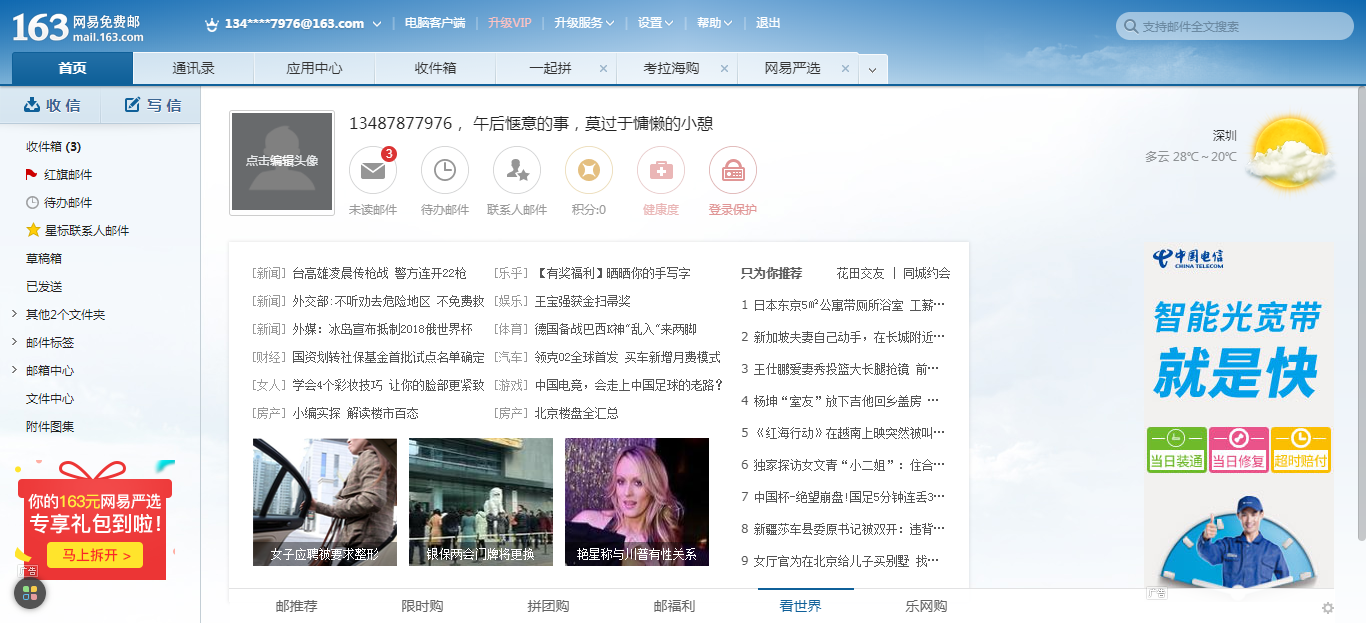 163 网易免费邮
mail.163.com
134****7976@163.com
电脑客户端
升级VIP
升级服务
设置
帮助
退出
支持邮件全文搜索
首页
通讯录
应用中心
收件箱
一起拼
考拉海购
网易严选
收信
写信
收件箱 (3)
红旗邮件
待办邮件
星标联系人邮件
草稿箱
已发送
其他2个文件夹
邮件标签
邮箱中心
文件中心
附件图集
你的163元网易严选
专享礼包到啦!
马上拆开 >
广告
点击编辑头像
13487877976 , 午后惬意的事，莫过于慵懒的小憩
3
未读邮件
待办邮件
联系人邮件
积分:0
健康度
登录保护
深圳
多云 28℃~20℃
[新闻] 台高雄凌晨传枪战 警方连开22枪
[新闻] 外交部:不听劝去危险地区 不免费救
[新闻] 外媒：冰岛宣布抵制2018俄世界杯
[财经] 国资划转社保基金首批试点名单确定
[女人] 学会4个彩妆技巧 让你的脸部更紧致
[房产] 小编实探 解读楼市百态
[乐乎] 【有奖福利】晒晒你的手写字
[娱乐] 王宝强获金扫帚奖
[体育] 德国备战巴西K神“乱入”来两脚
[汽车] 领克02全球首发 买车新增月费模式
[游戏] 中国电竞，会走上中国足球的老路?
[房产] 北京楼盘全汇总
女子应聘被要求整形
银保两会门牌将更换
艳星称与川普有性关系
只为你推荐
花田交友 | 同城约会
1 日本东京5㎡公寓带厕所浴室 工薪…
2 新加坡夫妻自己动手，在长城附近…
3 王仕鹏爱妻秀投篮大长腿抢镜 前…
4 杨坤“室友”放下吉他回乡盖房 …
5 《红海行动》在越南上映突然被叫…
6 独家探访女文青“小二姐”：住合…
7 中国杯-绝望崩盘!国足5分钟连丢3…
8 新疆莎车县委原书记被双开：违背…
9 女厅官为在北京给儿子买别墅 找…
中国电信
CHINA TELECOM
智能光宽带
就是快
当日装通
当日修复
超时赔付
广告
邮推荐
限时购
拼团购
邮福利
看世界
乐网购